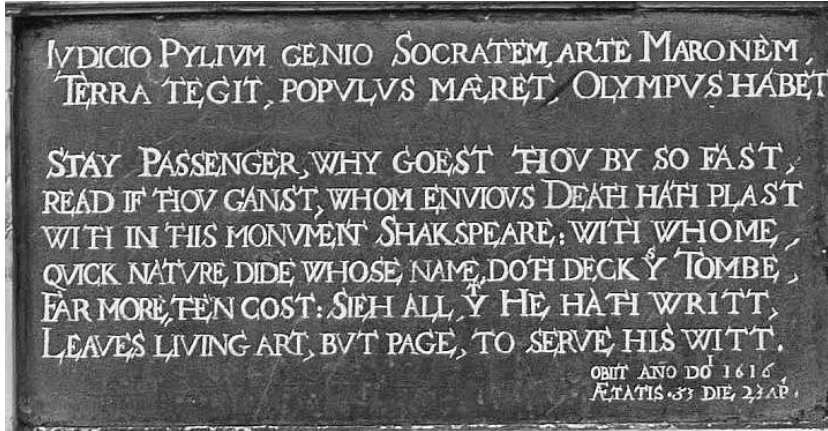 IVDICIO PYLIVM GENIO SOCRATEM, ARTE MARONEM,
TERRA TEGIT, POPVLVS MÆRET, OLYMPVS HABET
STAY PASSENGER, WHY GOEST THOV BY SO FAST,
READ IF THOV CANST, WHOM ENVIOVS DEATH HATH PLAST
WITH IN THIS MONVMENT SHAKSPEARE: WITH WHOME,
QVICK NATVRE DIDE WHOSE NAME, DOTH DECK Yˢ TOMBE,
FAR MORE, THEN COST: SIEH ALL, Yᵀ HE HATH WRITT,
LEAVES LIVING ART, BVT PAGE, TO SERVE HIS WITT.
OBIIT AÑO DOⁱ 1616,
ÆTATIS · 53 DIE 23 AP.